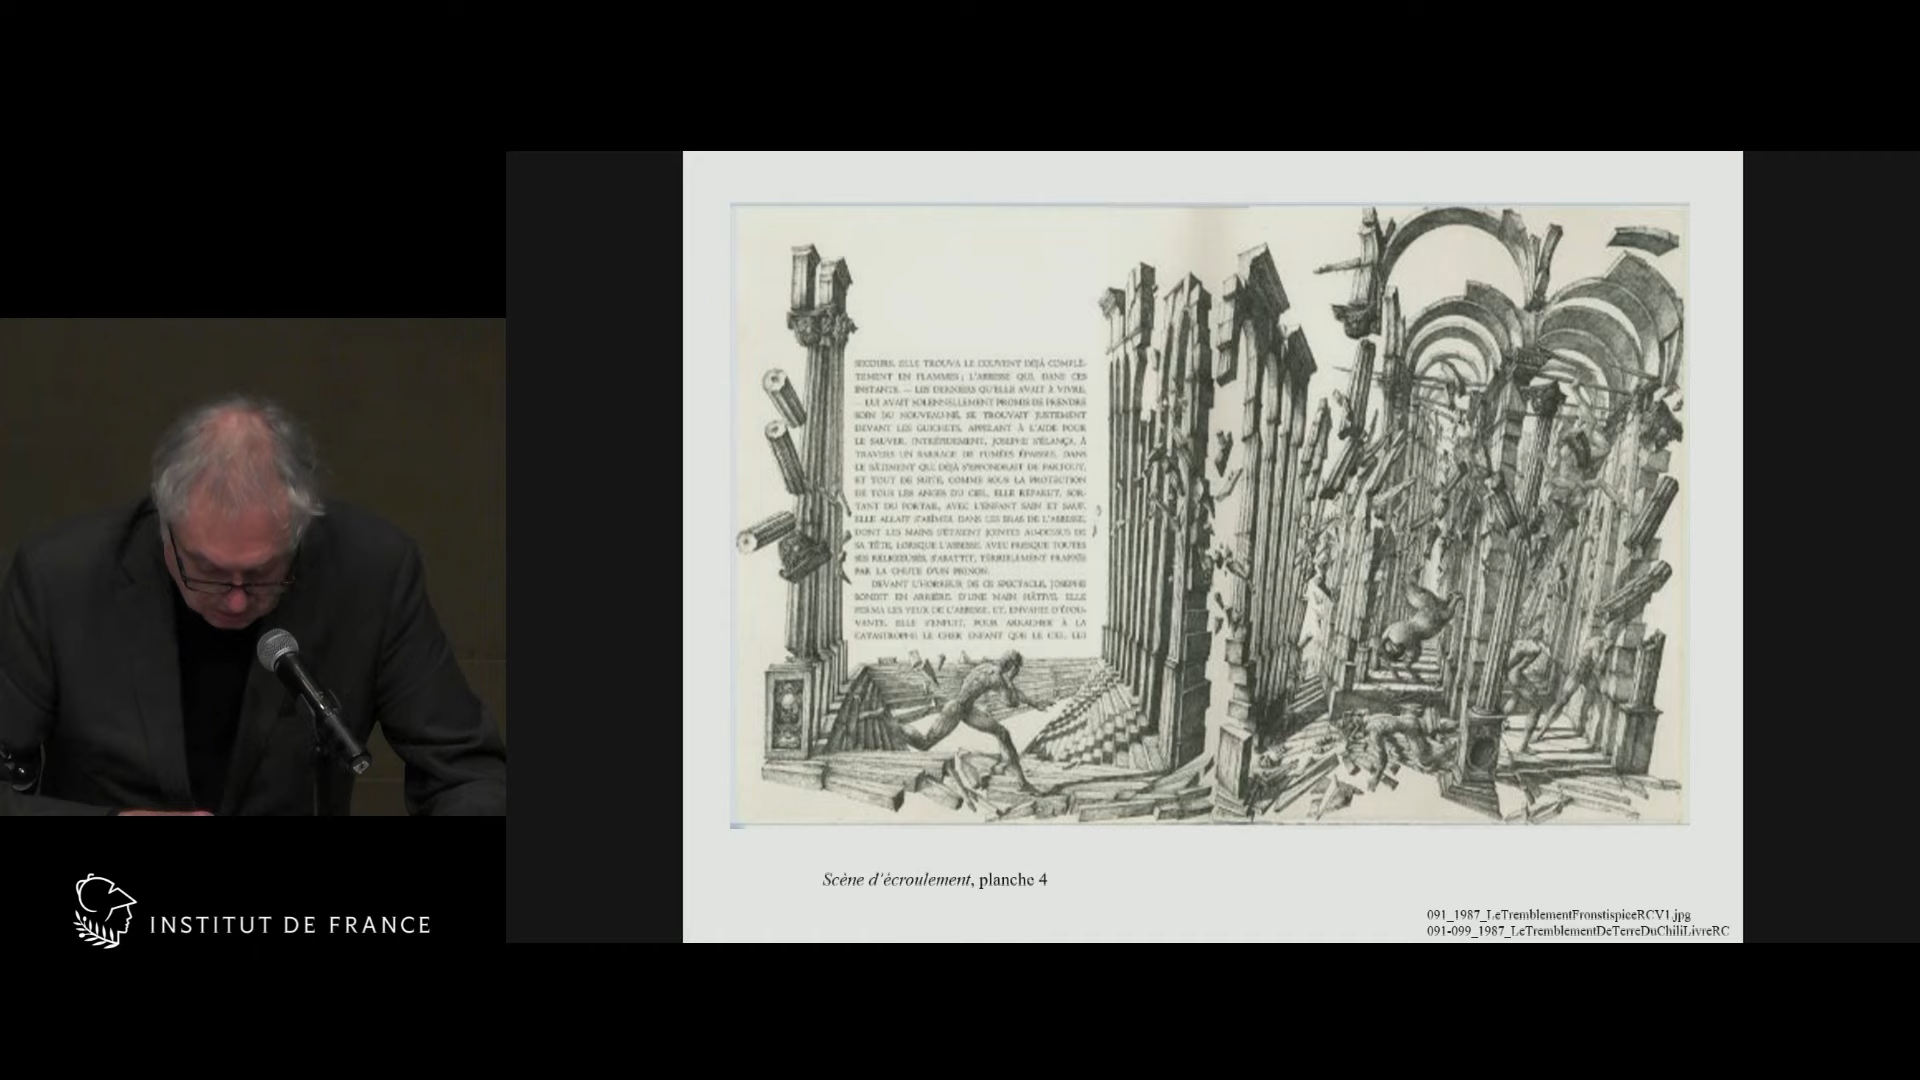 SECOURS, ELLE TROUVA LE COUVENT DÉJÀ COMPLÈ-
TEMENT EN FLAMMES ; L'ABBESSE QUI, DANS CES
INSTANTS, — LES DERNIERS QU'ELLE AVAIT À VIVRE,
— LUI AVAIT SOLENNELLEMENT PROMIS DE PRENDRE
SOIN DU NOUVEAU-NÉ, SE TROUVAIT JUSTEMENT
DEVANT LES GUICHETS, APPELANT À L'AIDE POUR
LE SAUVER. INTRÉPIDEMENT, JOSEPHE S'ÉLANÇA, À
TRAVERS UN BARRAGE DE FUMÉES ÉPAISSES, DANS
LE BÂTIMENT QUI DÉJÀ S'EFFONDRAIT DE PARTOUT,
ET TOUT DE SUITE, COMME SOUS LA PROTECTION
DE TOUS LES ANGES DU CIEL, ELLE REPARUT, SOR-
TANT DU PORTAIL, AVEC L'ENFANT SAIN ET SAUF.
ELLE ALLAIT S'ABÎMER DANS LES BRAS DE L'ABBESSE,
DONT LES MAINS S'ÉTAIENT JOINTES AU-DESSUS DE
SA TÊTE, LORSQUE L'ABBESSE, AVEC PRESQUE TOUTES
SES RELIGIEUSES, S'ABATTIT, TERRIBLEMENT FRAPPÉE
PAR LA CHUTE D'UN PIGNON.
DEVANT L'HORREUR DE CE SPECTACLE, JOSEPHE
BONDIT EN ARRIÈRE. D'UNE MAIN HÂTIVE, ELLE
FERMA LES YEUX DE L'ABBESSE, ET, ENVAHIE D'ÉPOU-
VANTE, ELLE S'ENFUIT, POUR ARRACHER À LA
CATASTROPHE LE CHER ENFANT QUE LE CIEL LUI
Scène d'écroulement, planche 4
091_1987_LeTremblementFronstispiceRCV1.jpg
091-099_1987_LeTremblementDeTerreDuChiliLivreRC
INSTITUT DE FRANCE